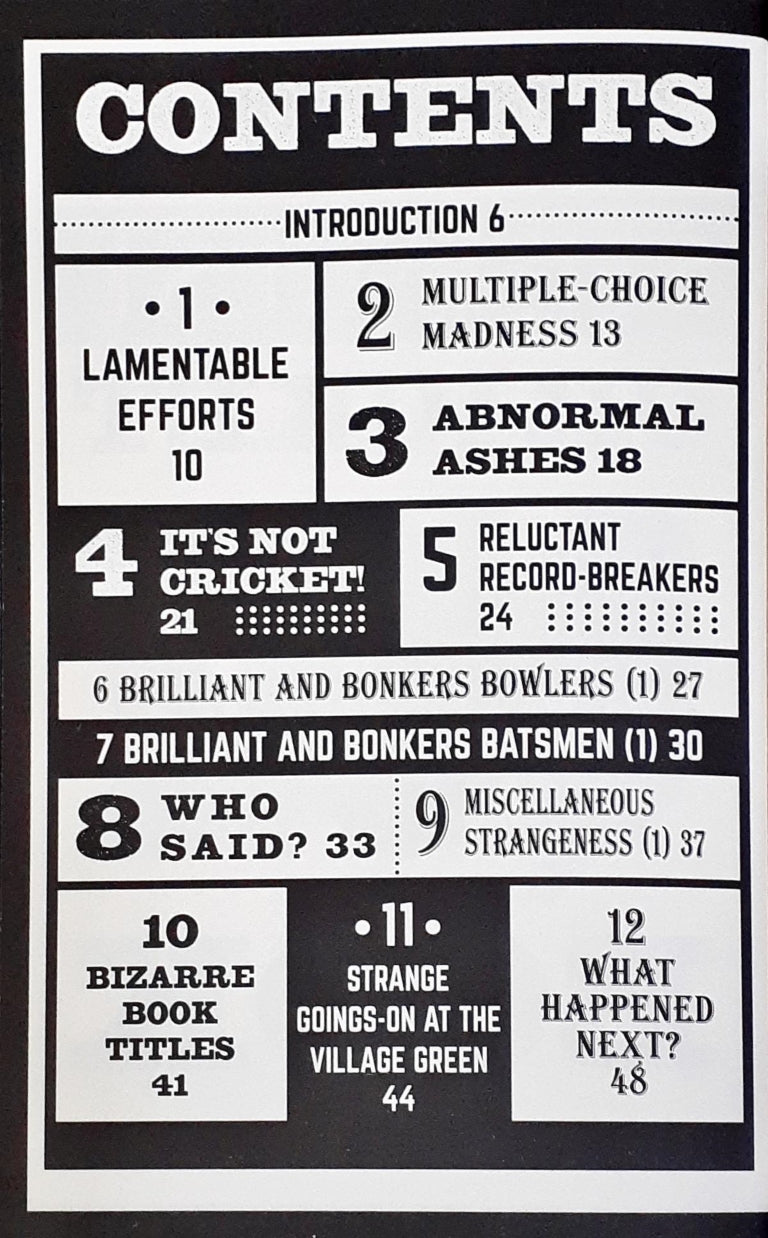 CONTENTS
INTRODUCTION 6
• 1 •
LAMENTABLE
EFFORTS
10
2 MULTIPLE-CHOICE
MADNESS 13
3 ABNORMAL
ASHES 18
4 IT'S NOT
CRICKET!
21
5 RELUCTANT
RECORD-BREAKERS
24
6 BRILLIANT AND BONKERS BOWLERS (1) 27
7 BRILLIANT AND BONKERS BATSMEN (1) 30
8 WHO
SAID? 33
9 MISCELLANEOUS
STRANGENESS (1) 37
10
BIZARRE
BOOK
TITLES
41
• 11 •
STRANGE
GOINGS-ON AT THE
VILLAGE GREEN
44
12
WHAT
HAPPENED
NEXT?
48